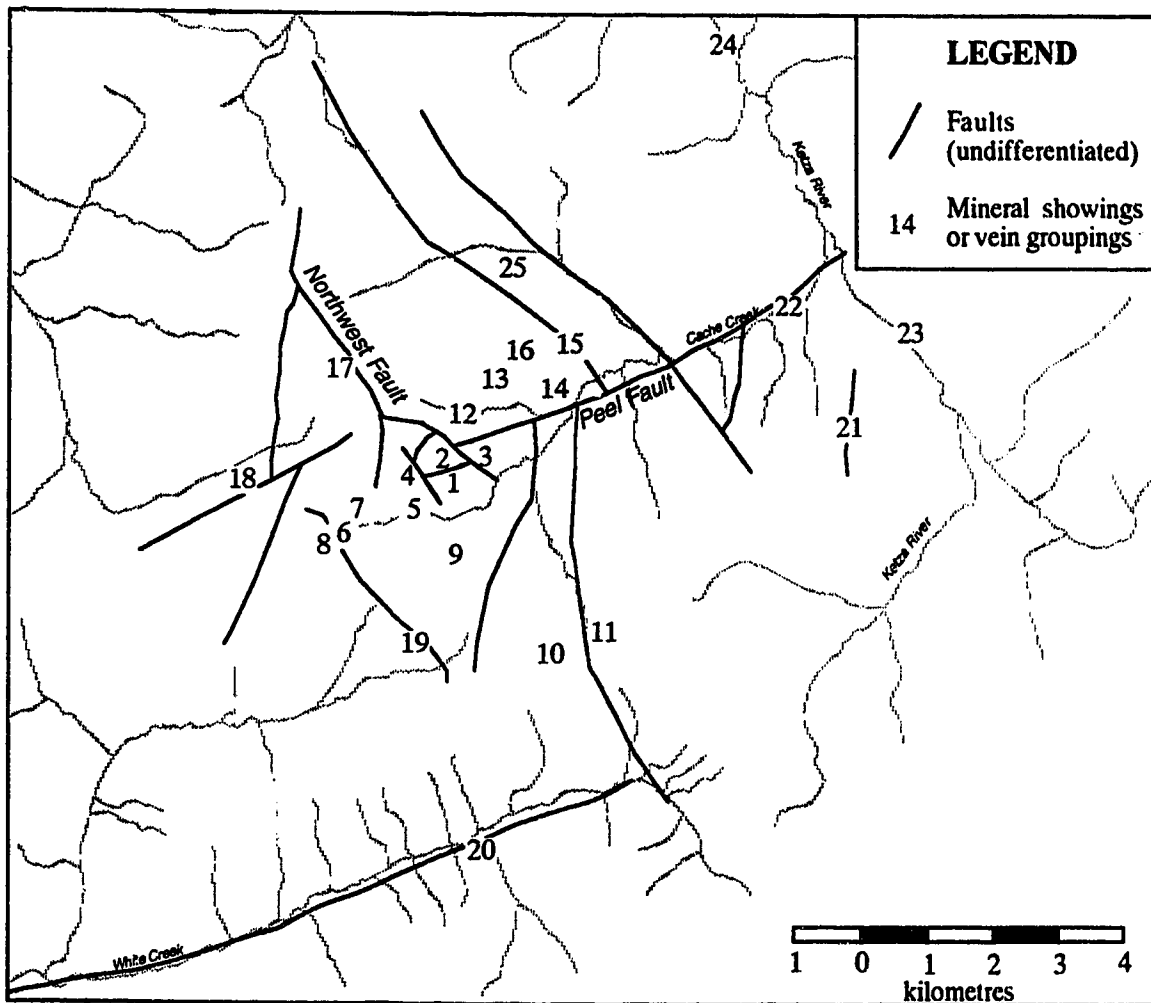 24
LEGEND
Faults
(undifferentiated)
14 Mineral showings
or vein groupings
Ketza River
25
Northwest Fault
22
Cache Creek
23
15
16
17
13
14
Peel Fault
12
21
2
3
18
4
1
7
5
6
8
9
Ketza River
19
11
10
20
White Creek
1 0 1 2 3 4
kilometres